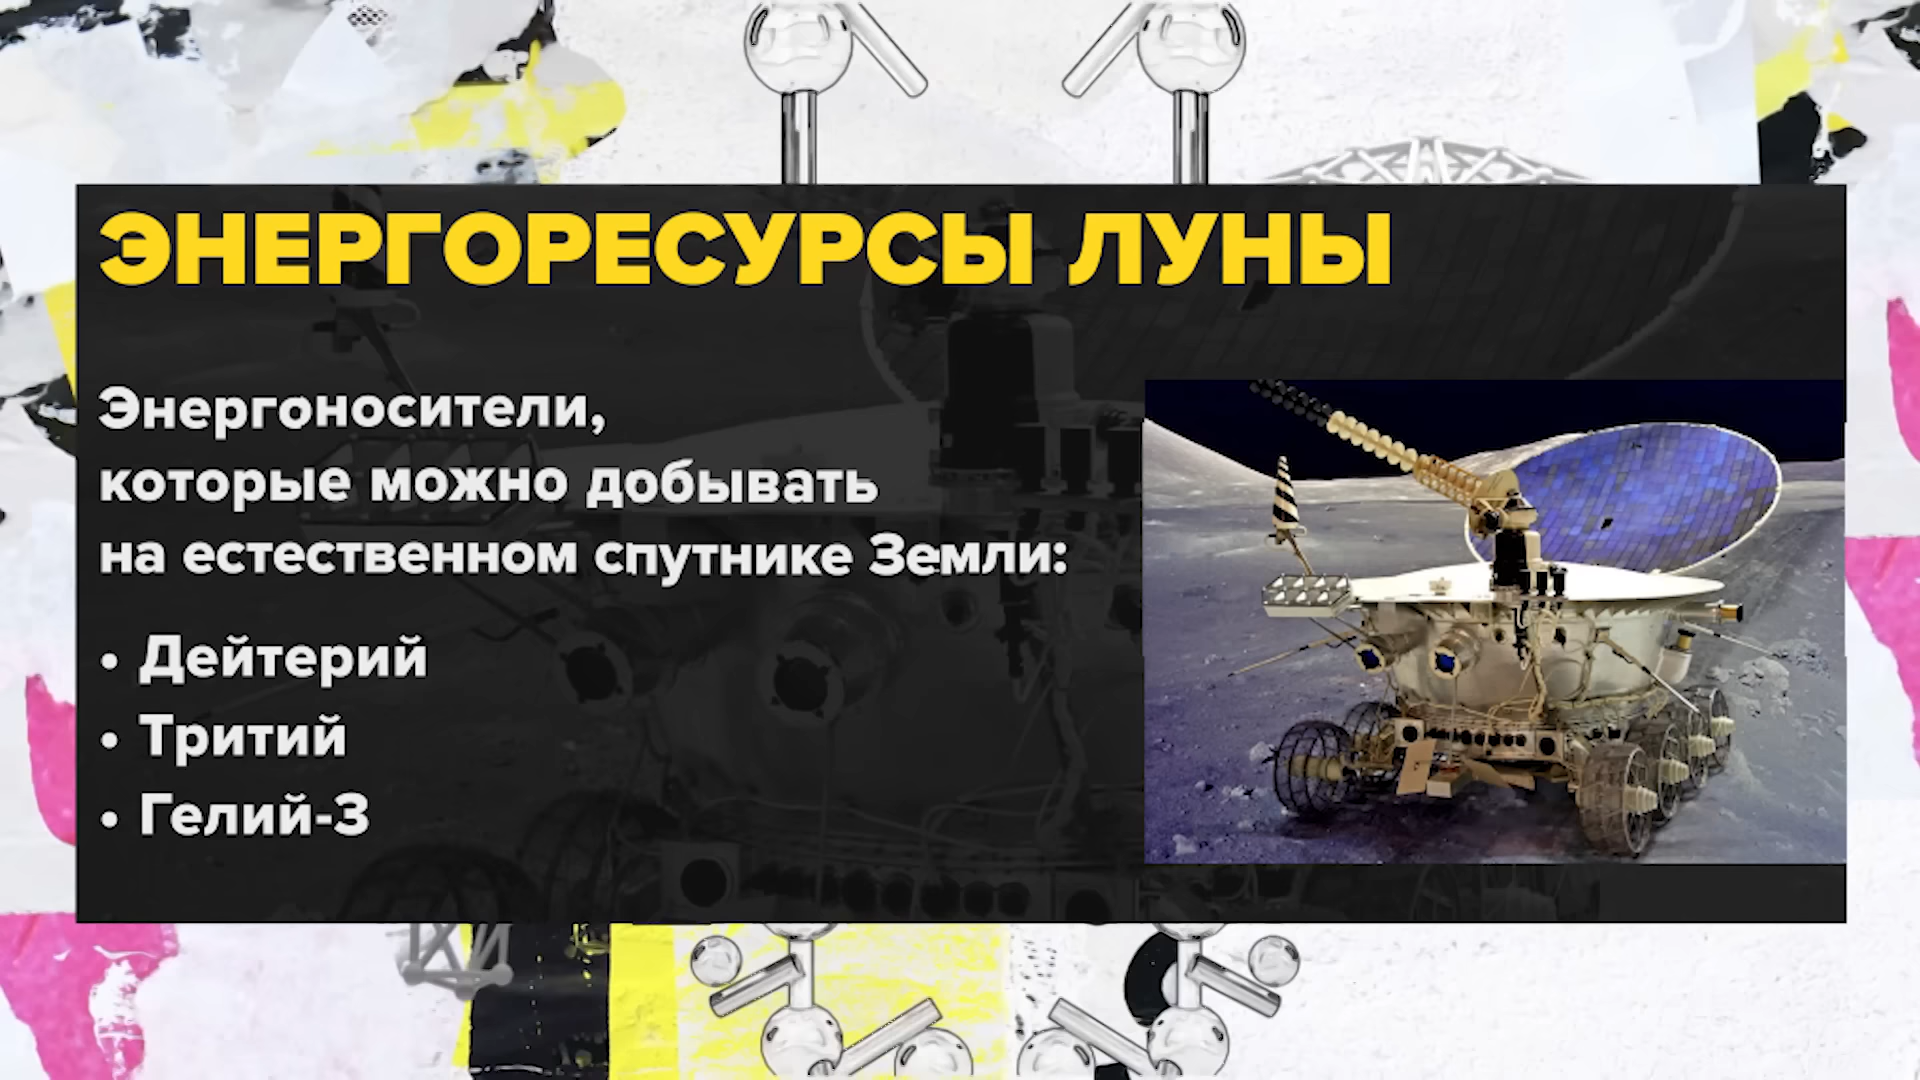 ЭНЕРГОРЕСУРСЫ ЛУНЫ
Энергоносители,
которые можно добывать
на естественном спутнике Земли:
• Дейтерий
• Тритий
• Гелий-3